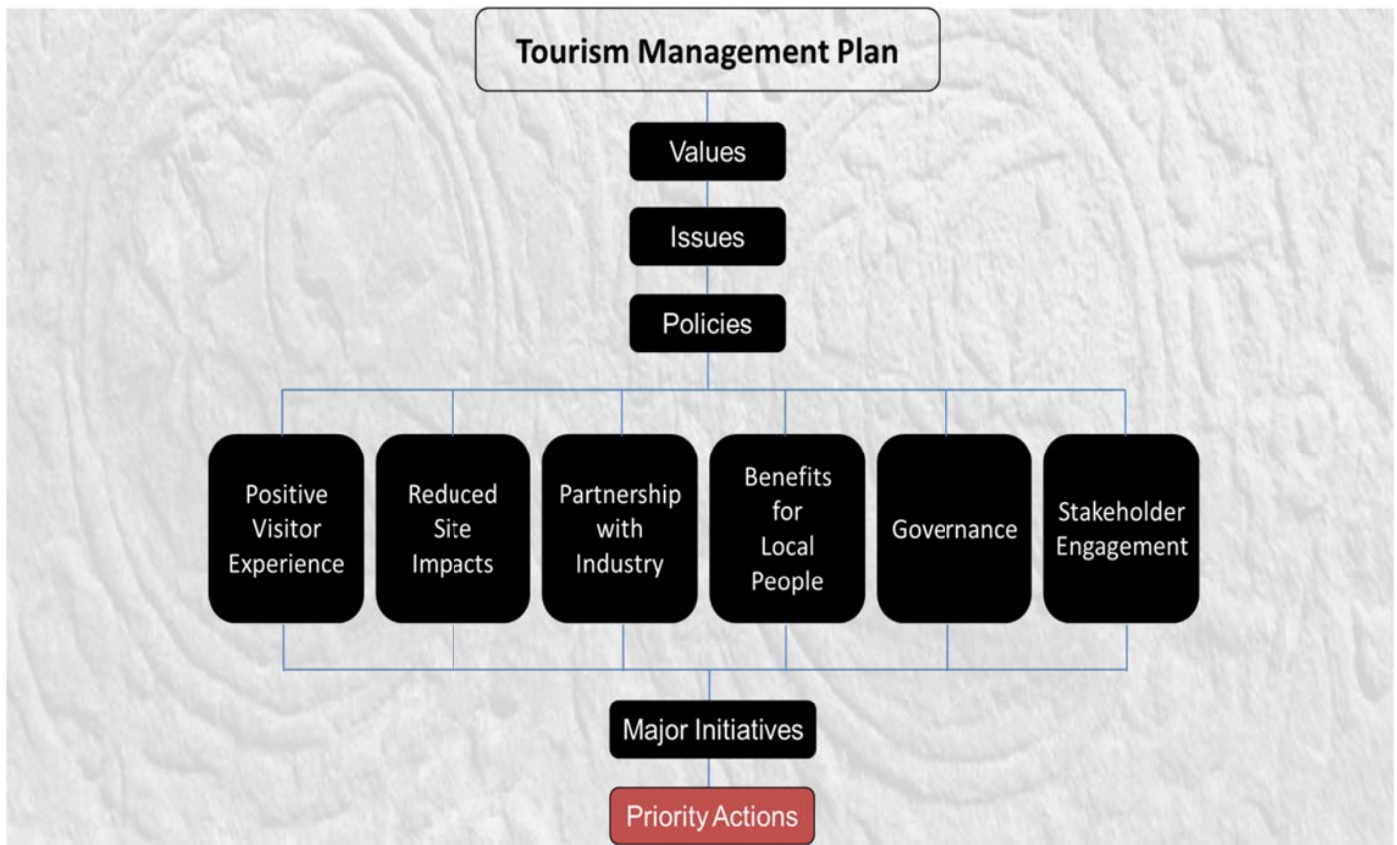 Tourism Management Plan
Values
Issues
Policies
Positive
Visitor
Experience
Reduced
Site
Impacts
Partnership
with
Industry
Benefits
for
Local
People
Governance
Stakeholder
Engagement
Major Initiatives
Priority Actions